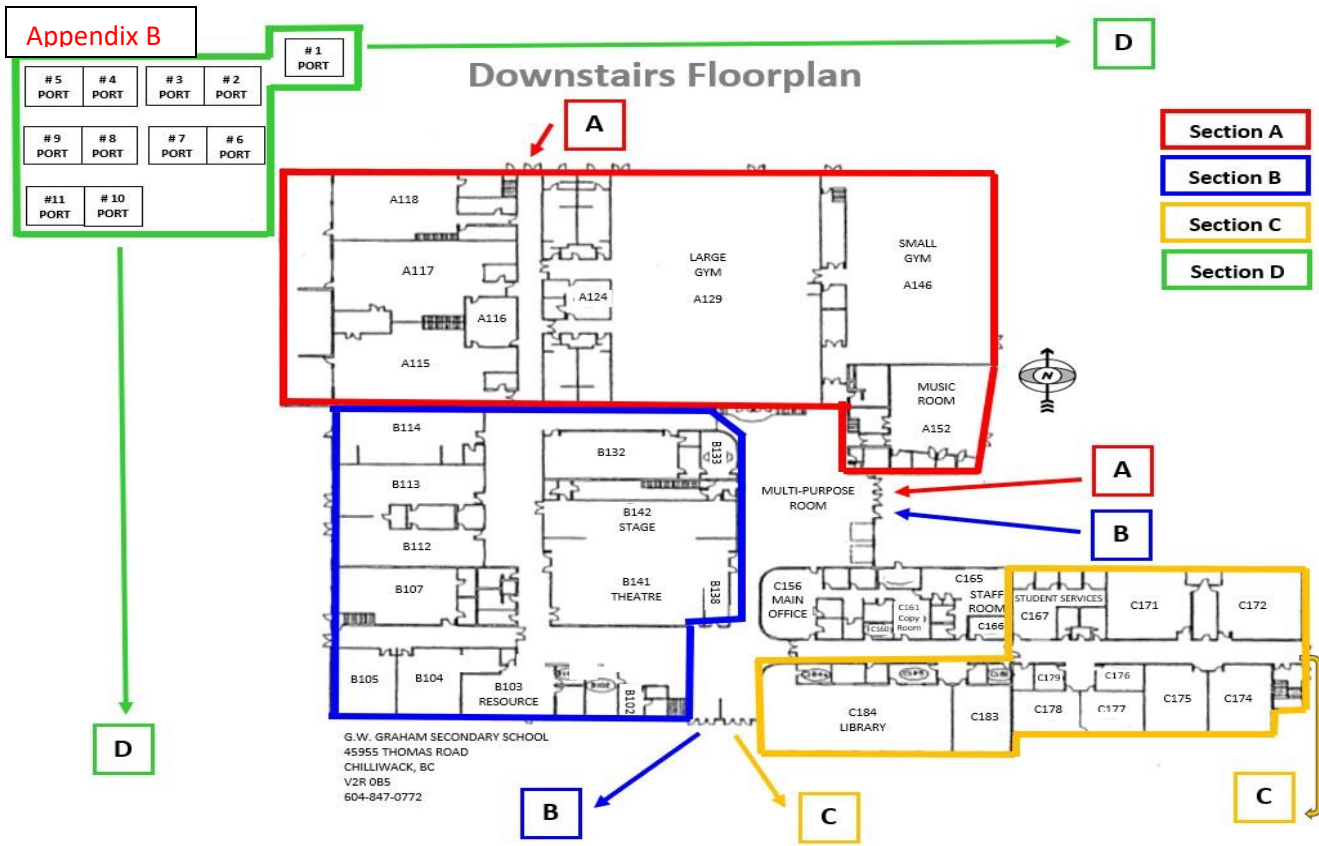 Appendix B
# 1
PORT
D
Downstairs Floorplan
# 5
PORT
# 4
PORT
# 3
PORT
# 2
PORT
# 9
PORT
# 8
PORT
# 7
PORT
# 6
PORT
#11
PORT
# 10
PORT
A
Section A
Section B
Section C
Section D
A118
A117
A116
A115
A124
LARGE
GYM
A129
SMALL
GYM
A146
MUSIC
ROOM
A152
N
B114
B113
B112
B107
B105
B104
B103
RESOURCE
B102
B132
B133
B142
STAGE
B141
THEATRE
B138
MULTI-PURPOSE
ROOM
A
B
C156
MAIN
OFFICE
C160
C161
Copy
Room
C165
STAFF
ROOM
C166
STUDENT SERVICES
C167
C171
C172
C184
LIBRARY
C183
C179
C178
C176
C177
C175
C174
G.W. GRAHAM SECONDARY SCHOOL
45955 THOMAS ROAD
CHILLIWACK, BC
V2R 0B5
604-847-0772
D
B
C
C